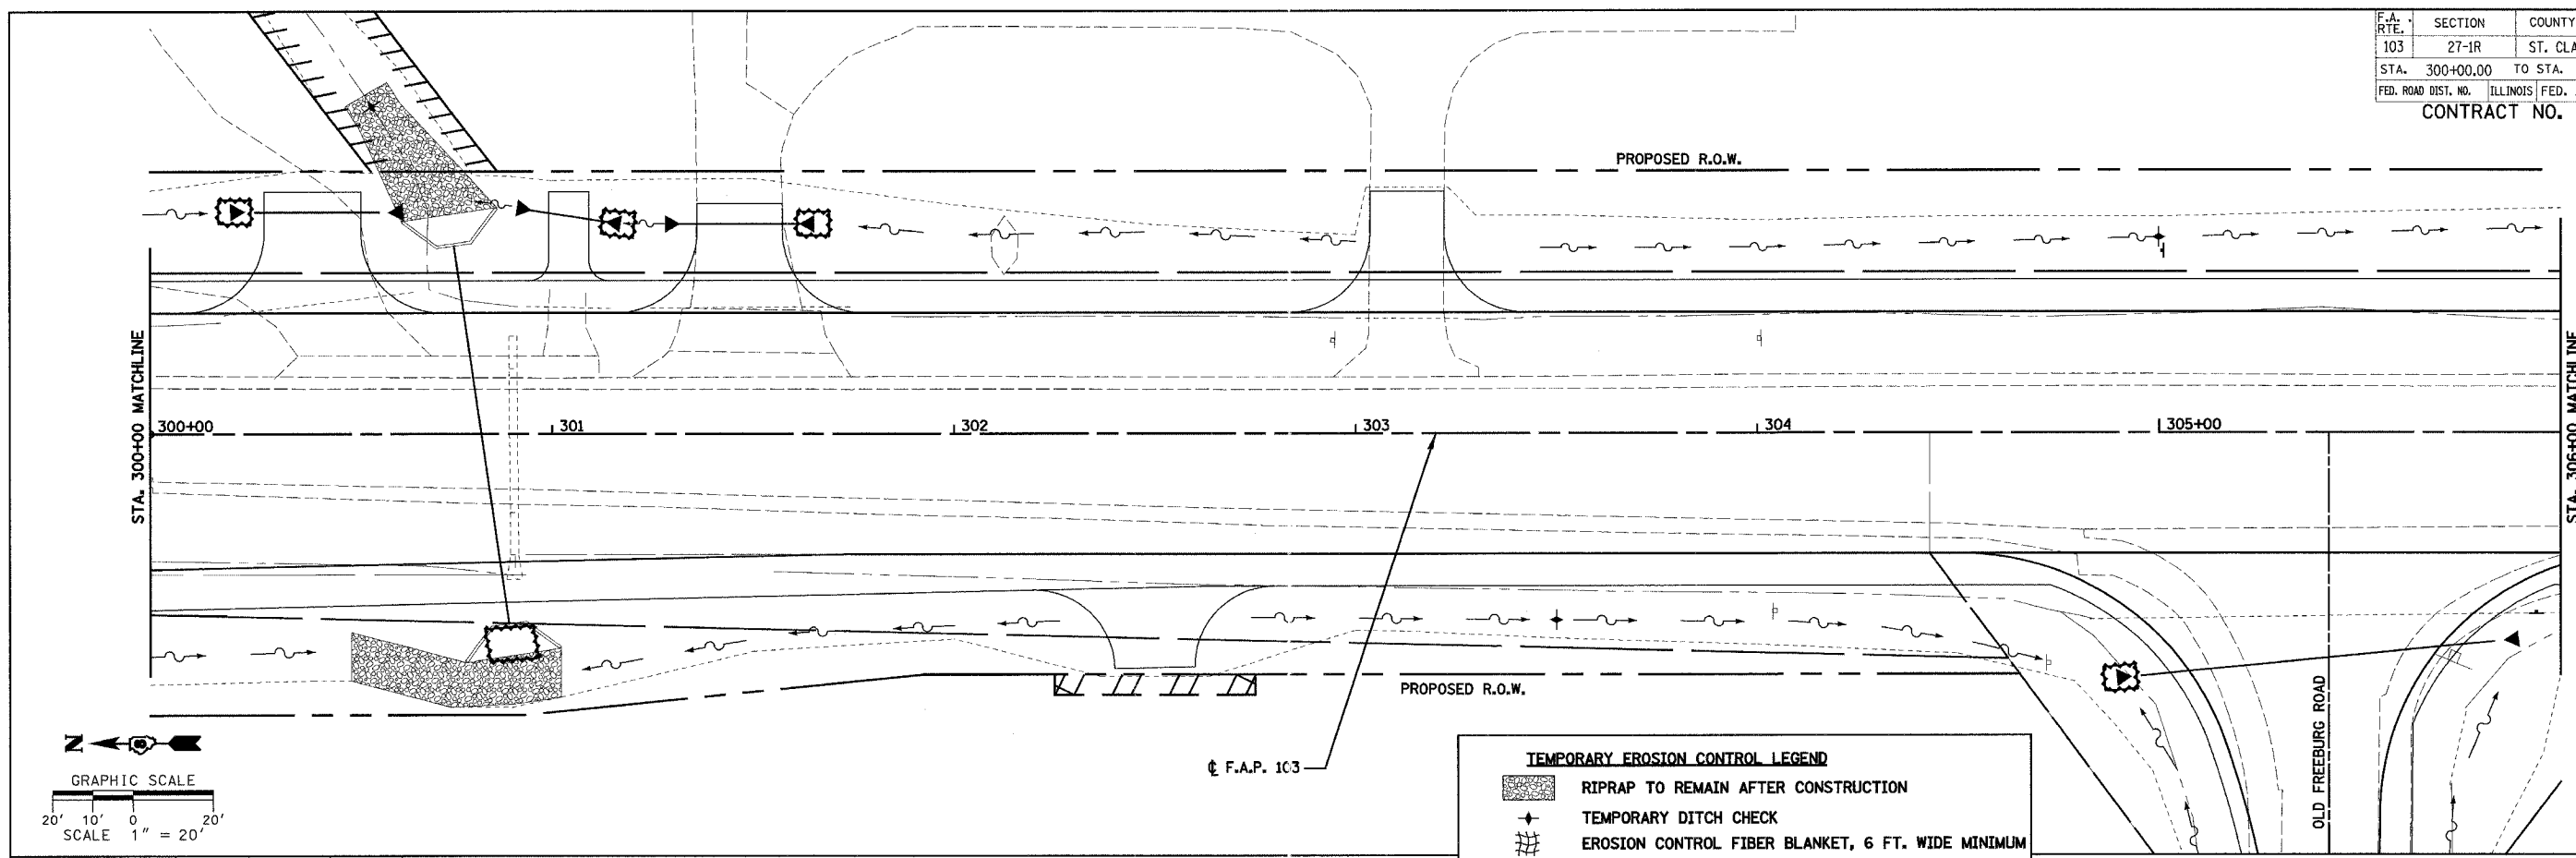 F.A. RTE. SECTION COUNTY
103 27-1R ST. CLA
STA. 300+00.00 TO STA.
FED. ROAD DIST. NO. ILLINOIS FED.
CONTRACT NO.
PROPOSED R.O.W.
STA. 300+00 MATCHLINE
STA. 306+00 MATCHLINE
300+00 301 302 303 304 305+00
PROPOSED R.O.W.
OLD FREEBURG ROAD
N
GRAPHIC SCALE
20' 10' 0 20'
SCALE 1" = 20'
℄ F.A.P. 103
TEMPORARY EROSION CONTROL LEGEND
RIPRAP TO REMAIN AFTER CONSTRUCTION
TEMPORARY DITCH CHECK
EROSION CONTROL FIBER BLANKET, 6 FT. WIDE MINIMUM